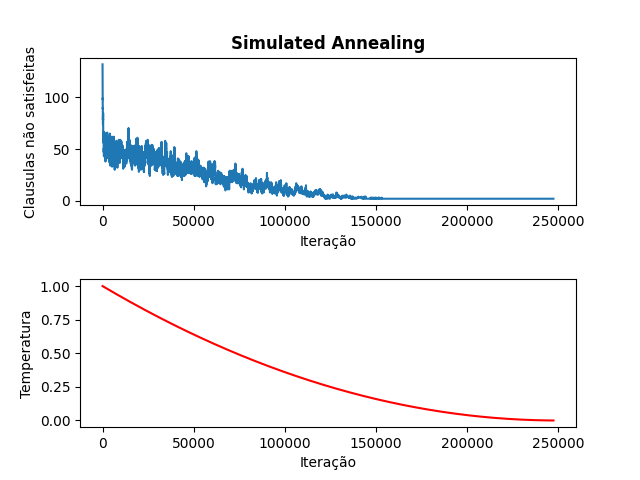 Simulated Annealing
Clausulas não satisfeitas
100
50
0
0 50000 100000 150000 200000 250000
Iteração
Temperatura
1.00
0.75
0.50
0.25
0.00
0 50000 100000 150000 200000 250000
Iteração